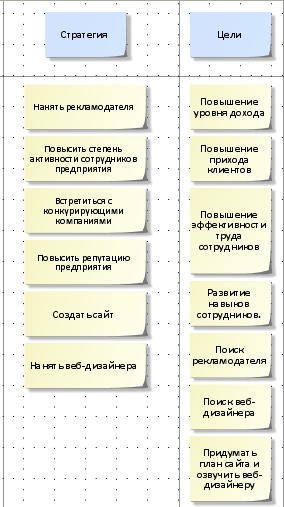 Стратегия
Нанять рекламодателя
Повысить степень
активности сотрудников
предприятия
Встретиться с
конкурирующими
компаниями
Повысить репутацию
предприятия
Создать сайт
Нанять веб-дизайнера
Цели
Повышение
уровня дохода
Повышение
прихода
клиентов
Повышение
эффективности
труда
сотрудников
Развитие
навыков
сотрудников.
Поиск
рекламодателя
Поиск веб-
дизайнера
Придумать
план сайта и
озвучить веб-
дизайнеру